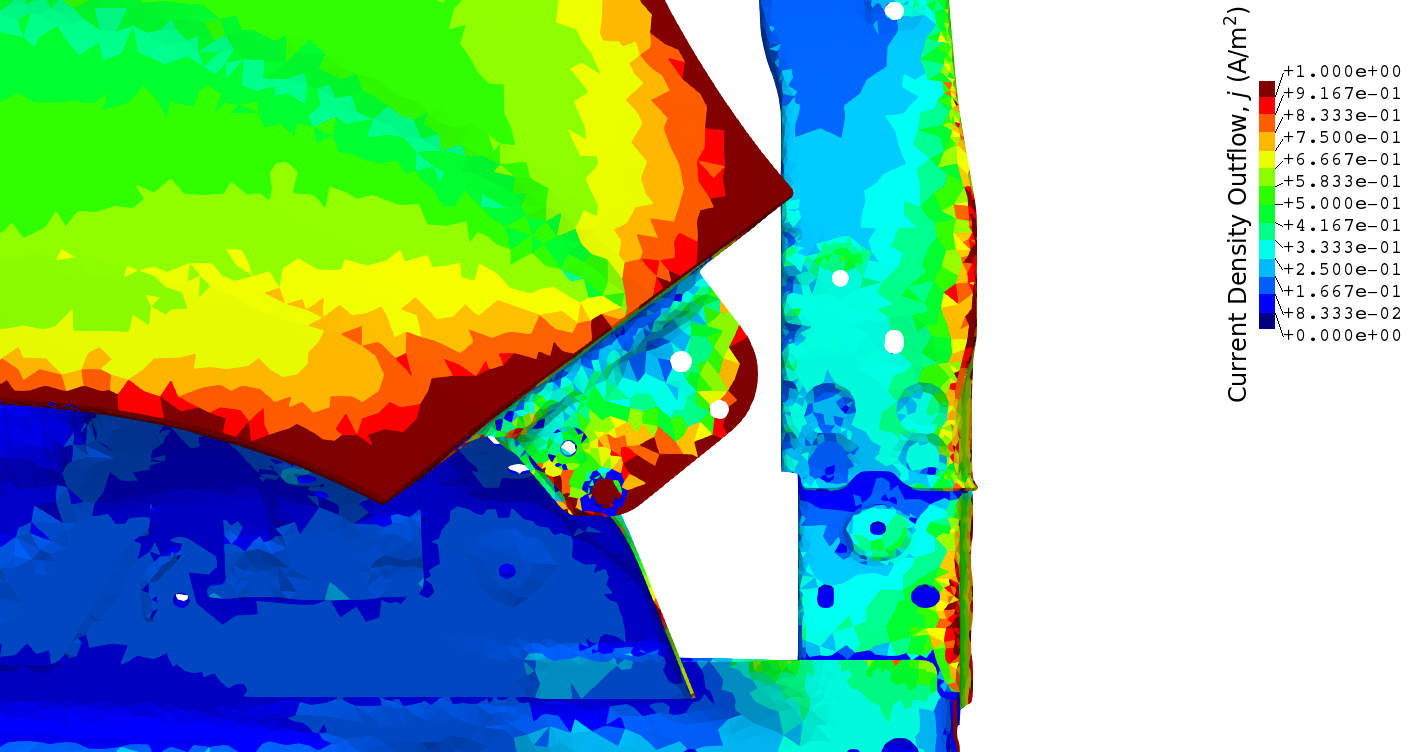 Current Density Outflow, j (A/m²)
+1.000e+00
+9.167e-01
+8.333e-01
+7.500e-01
+6.667e-01
+5.833e-01
+5.000e-01
+4.167e-01
+3.333e-01
+2.500e-01
+1.667e-01
+8.333e-02
+0.000e+00